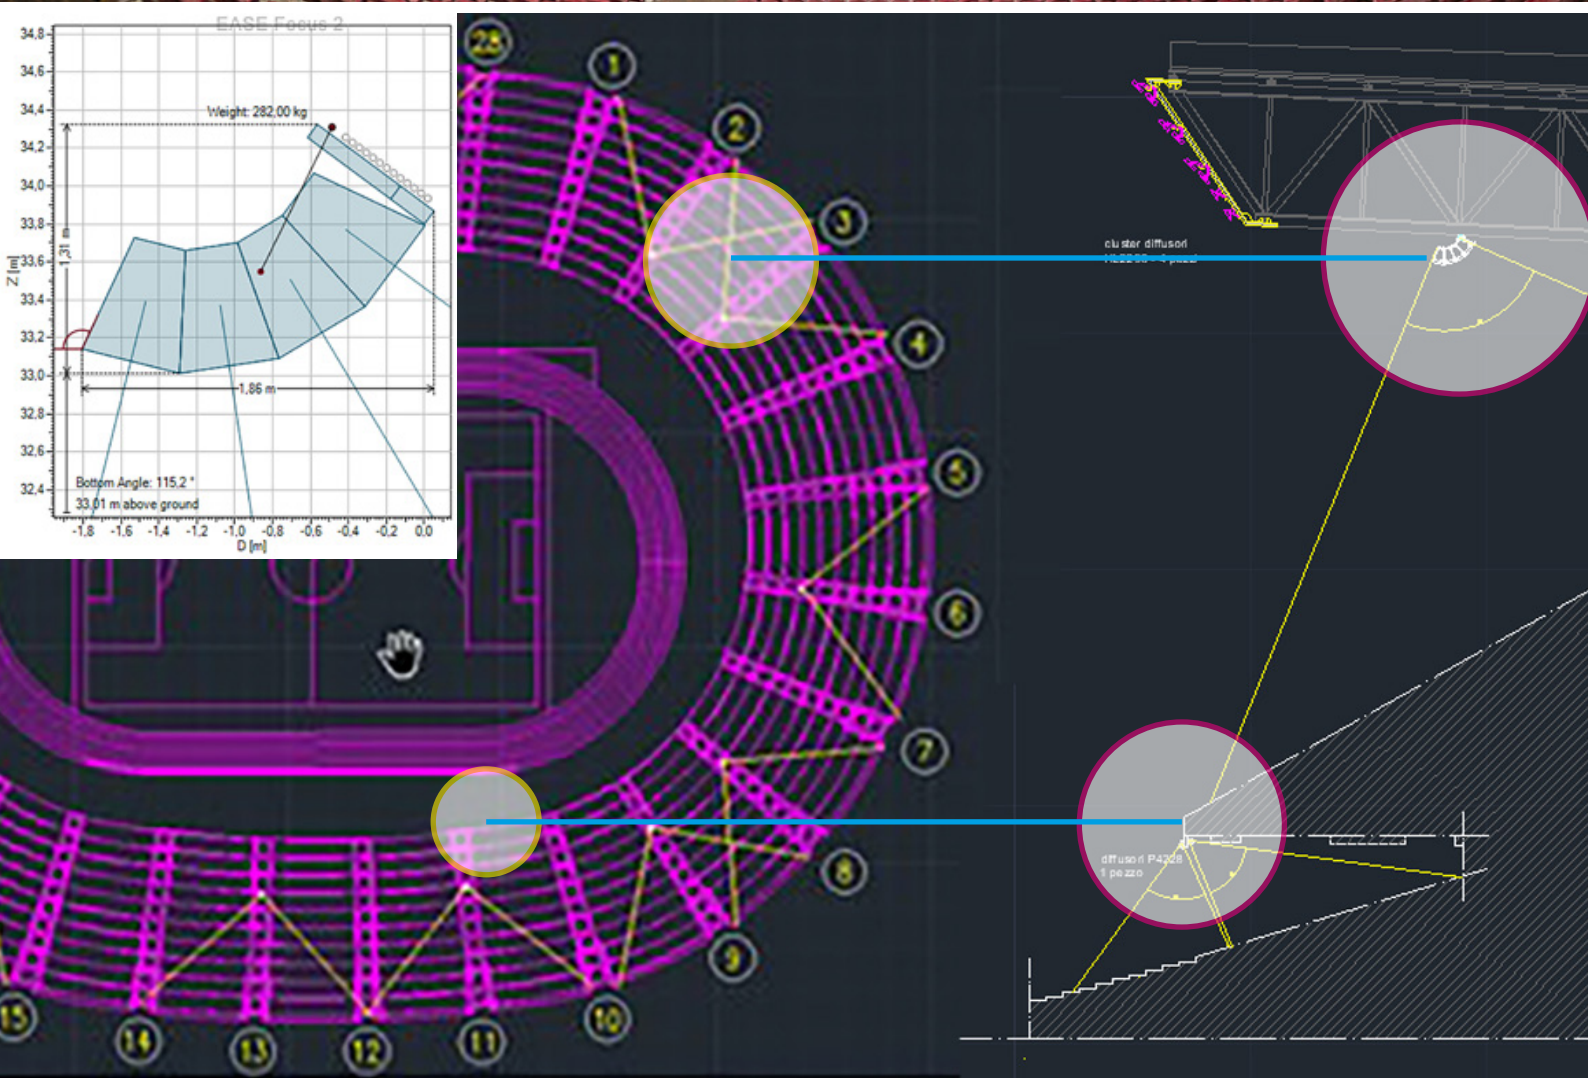 EASE Focus 2
34,8
34,6
34,4
34,2
34,0
33,8
33,6
33,4
33,2
33,0
32,8
32,6
32,4
Z [m]
Weight: 282,00 kg
1,31 m
1,86 m
Bottom Angle: 115,2 °
33,01 m above ground
-1,8 -1,6 -1,4 -1,2 -1,0 -0,8 -0,6 -0,4 -0,2 0,0
D [m]
28
1
2
3
4
5
6
7
8
9
10
11
12
13
14
15
cluster diffusori
diffusori P4228
1 pezzo